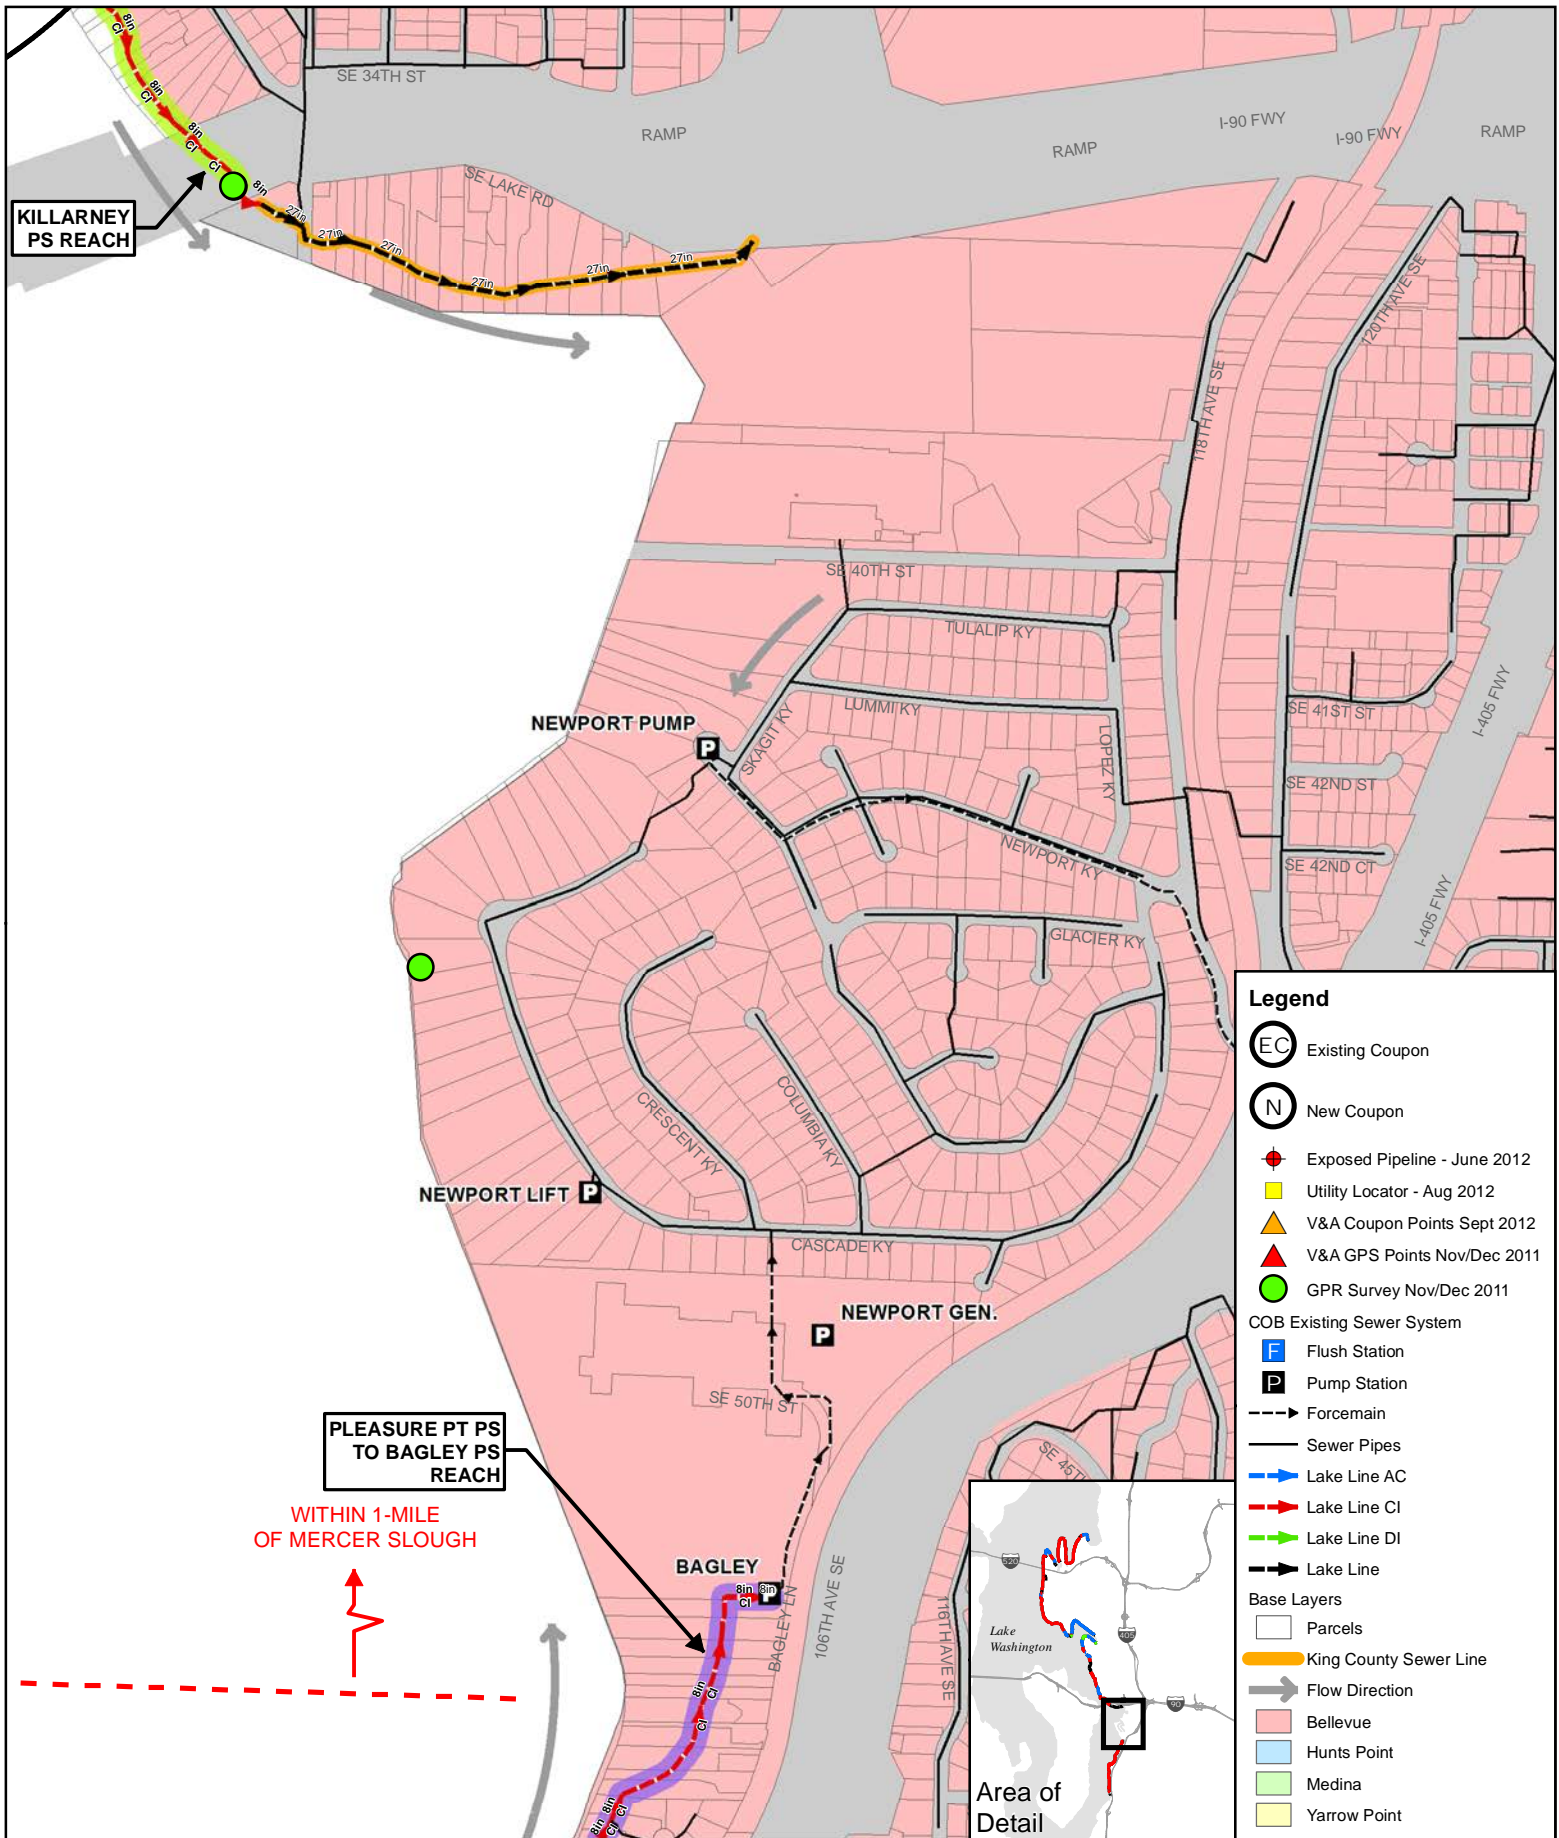 8in
CI
8in
CI
8in
CI
CI
8in
SE 34TH ST
RAMP
RAMP
I-90 FWY
I-90 FWY
RAMP
KILLARNEY
PS REACH
SE LAKE RD
27in
27in
27in
27in
27in
27in
120TH AVE SE
118TH AVE SE
SE 40TH ST
TULALIP KY
LUMMI KY
LOPEZ KY
SKAGIT KY
NEWPORT PUMP
P
SE 41ST ST
I-405 FWY
SE 42ND ST
NEWPORT KY
SE 42ND CT
I-405 FWY
GLACIER KY
CRESCENT KY
COLUMBIA KY
NEWPORT LIFT
P
CASCADE KY
NEWPORT GEN.
P
SE 50TH ST
PLEASURE PT PS
TO BAGLEY PS
REACH
WITHIN 1-MILE
OF MERCER SLOUGH
BAGLEY
8in
8in
CI
P
BAGLEY LN
106TH AVE SE
116TH AVE SE
SE 45T
8in
CI
CI
8in
CI
8in
CI
Legend
EC
Existing Coupon
N
New Coupon
Exposed Pipeline - June 2012
Utility Locator - Aug 2012
V&A Coupon Points Sept 2012
V&A GPS Points Nov/Dec 2011
GPR Survey Nov/Dec 2011
COB Existing Sewer System
F
Flush Station
P
Pump Station
Forcemain
Sewer Pipes
Lake Line AC
Lake Line CI
Lake Line DI
Lake Line
Base Layers
Parcels
King County Sewer Line
Flow Direction
Bellevue
Hunts Point
Medina
Yarrow Point
520
Lake
Washington
405
90
Area of
Detail